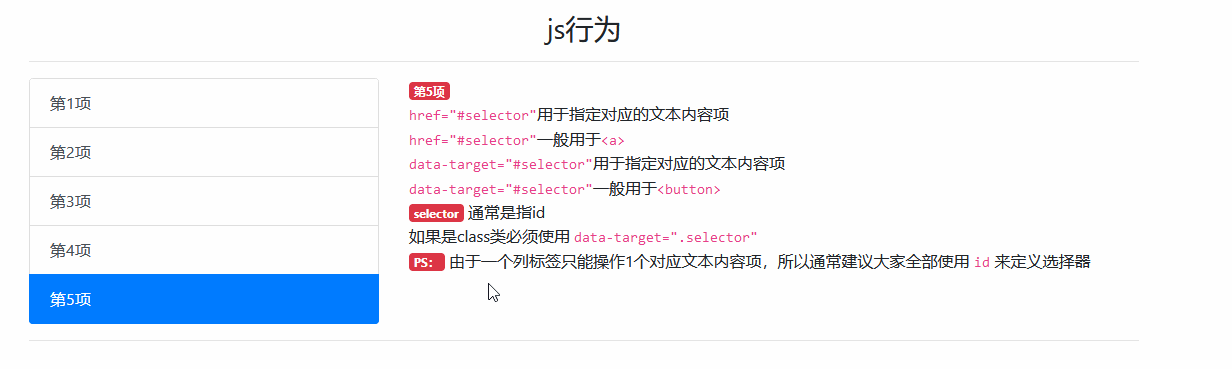 js行为
第1项
第2项
第3项
第4项
第5项
第5项
href="#selector"用于指定对应的文本内容项
href="#selector"一般用于<a>
data-target="#selector"用于指定对应的文本内容项
data-target="#selector"一般用于<button>
selector 通常是指id
如果是class类必须使用 data-target=".selector"
PS： 由于一个列标签只能操作1个对应文本内容项，所以通常建议大家全部使用 id 来定义选择器